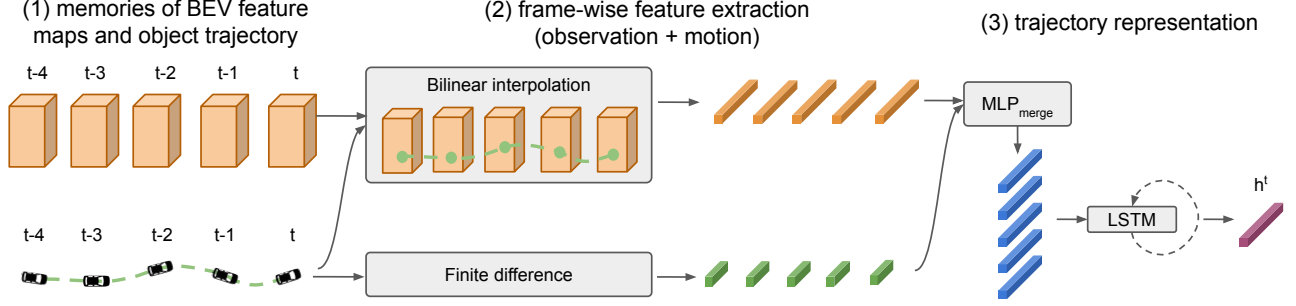 (1) memories of BEV feature
maps and object trajectory
t-4 t-3 t-2 t-1 t
t-4 t-3 t-2 t-1 t
(2) frame-wise feature extraction
(observation + motion)
Bilinear interpolation
Finite difference
(3) trajectory representation
MLPmerge
LSTM
hᵗ